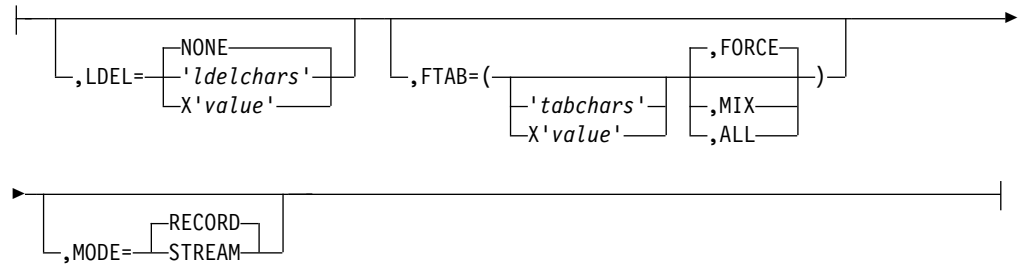 NONE ,FORCE
,LDEL= 'ldelchars' ,FTAB=( )
X'value' 'tabchars' ,MIX
X'value' ,ALL
RECORD
,MODE= STREAM